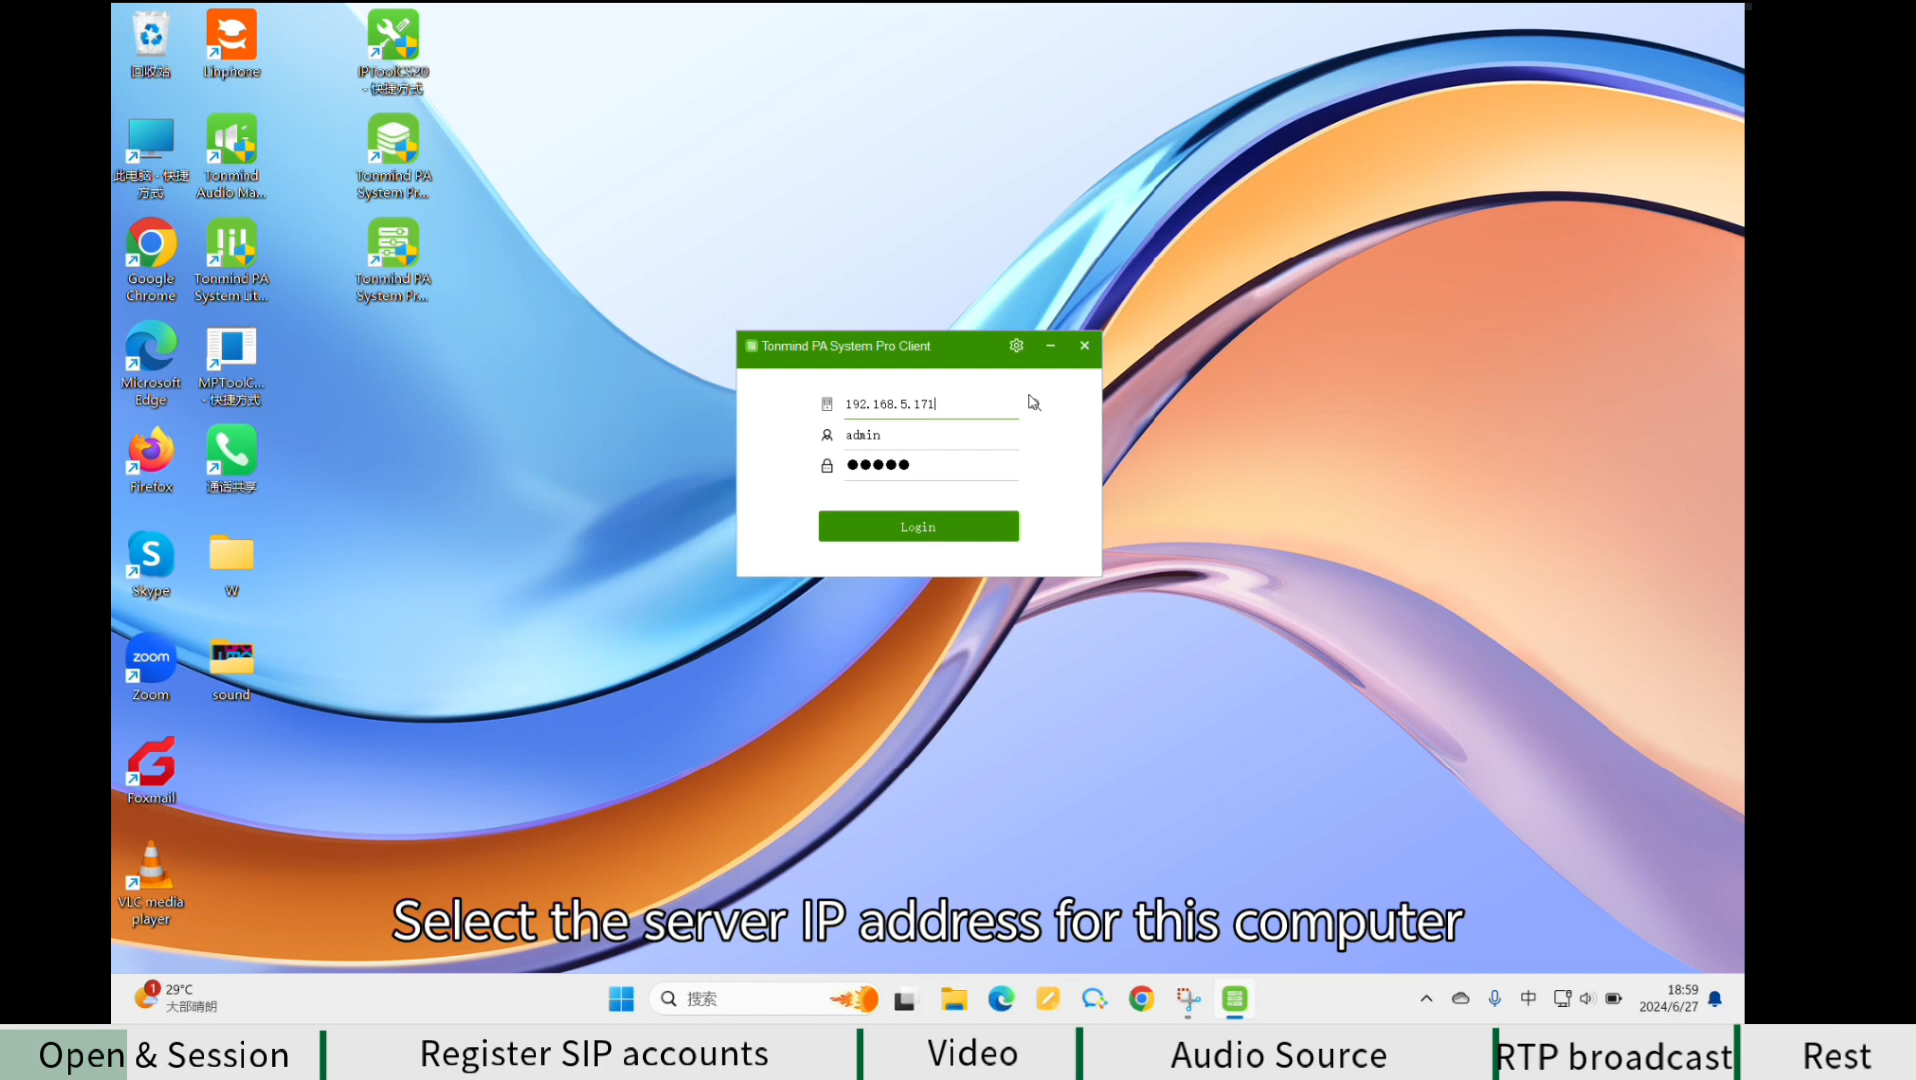 回收站
Linphone
IPToolCS20
- 快捷方式
此电脑 - 快捷
方式
Tonmind
Audio Ma...
Tonmind PA
System Pr...
Google
Chrome
Tonmind PA
System Lit...
Tonmind PA
System Pr...
Microsoft
Edge
MPToolC...
- 快捷方式
Firefox
通话共享
Skype
W
zoom
Zoom
sound
Foxmail
VLC media
player
Tonmind PA System Pro Client
192.168.5.171
admin
Login
Select the server IP address for this computer
1
29°C
大部晴朗
搜索
中
18:59
2024/6/27
Open & Session
Register SIP accounts
Video
Audio Source
RTP broadcast
Rest